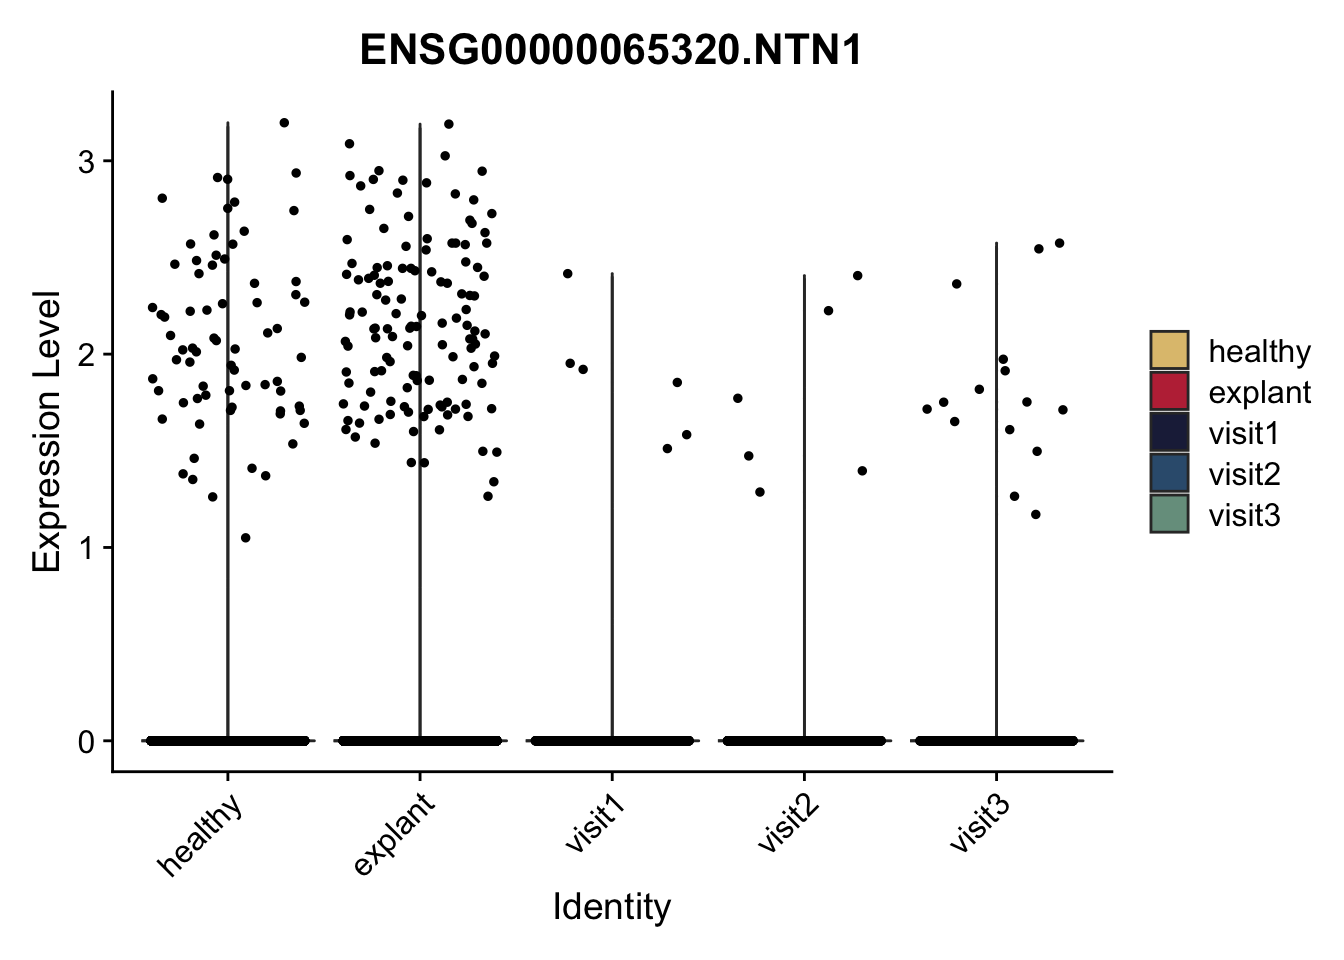 ENSG00000065320.NTN1
Expression Level
3
2
1
0
healthy
explant
visit1
visit2
visit3
Identity
healthy
explant
visit1
visit2
visit3